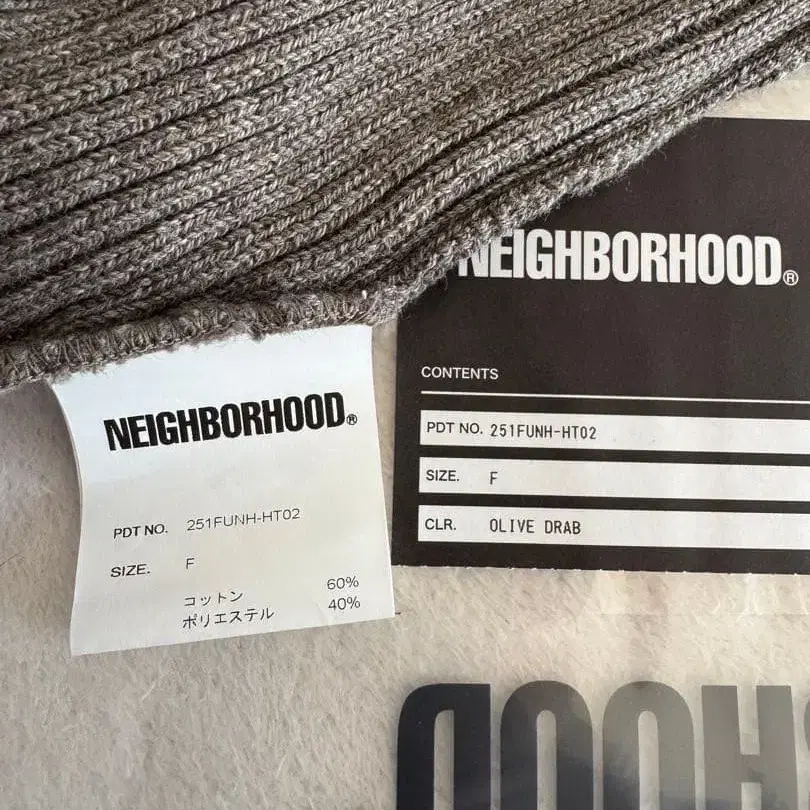 NEIGHBORHOOD®
PDT NO. 251FUNH-HT02
SIZE. F
コットン 60%
ポリエステル 40%
NEIGHBORHOOD®
CONTENTS
PDT NO. 251FUNH-HT02
SIZE. F
CLR. OLIVE DRAB
HOOD